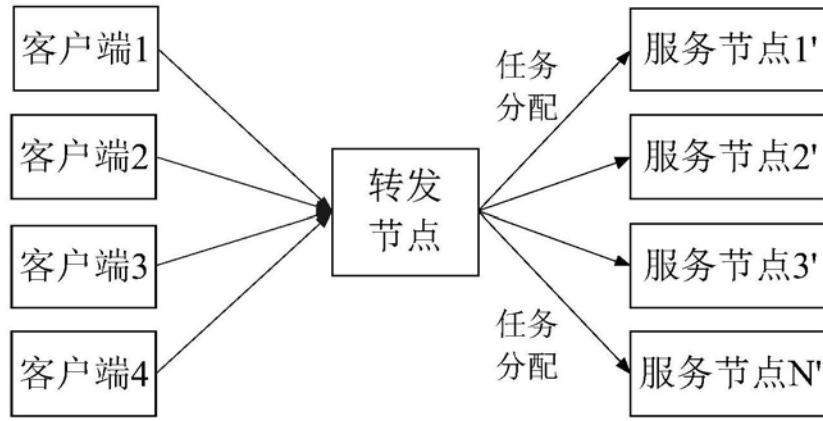 客户端1
客户端2
客户端3
客户端4
转发
节点
任务
分配
任务
分配
服务节点1'
服务节点2'
服务节点3'
服务节点N'